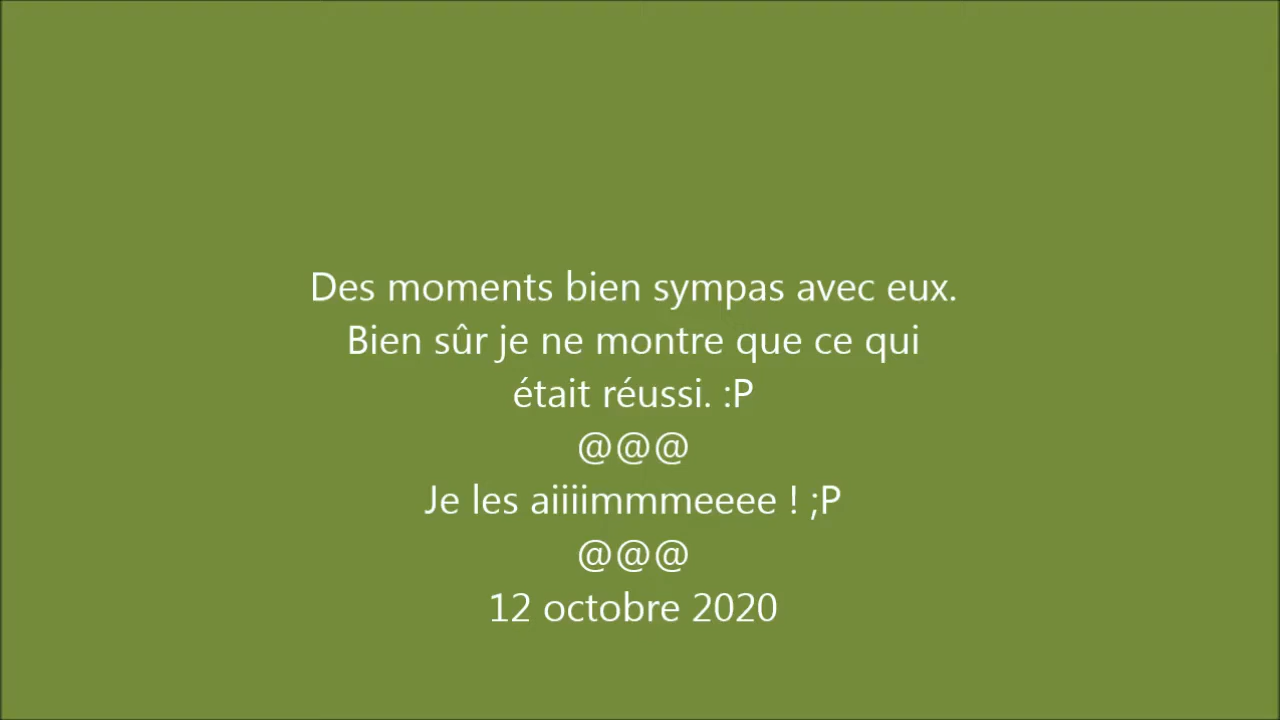 Des moments bien sympas avec eux.
Bien sûr je ne montre que ce qui
était réussi. :P
@@@
Je les aiiiimmmeeee ! ;P
@@@
12 octobre 2020